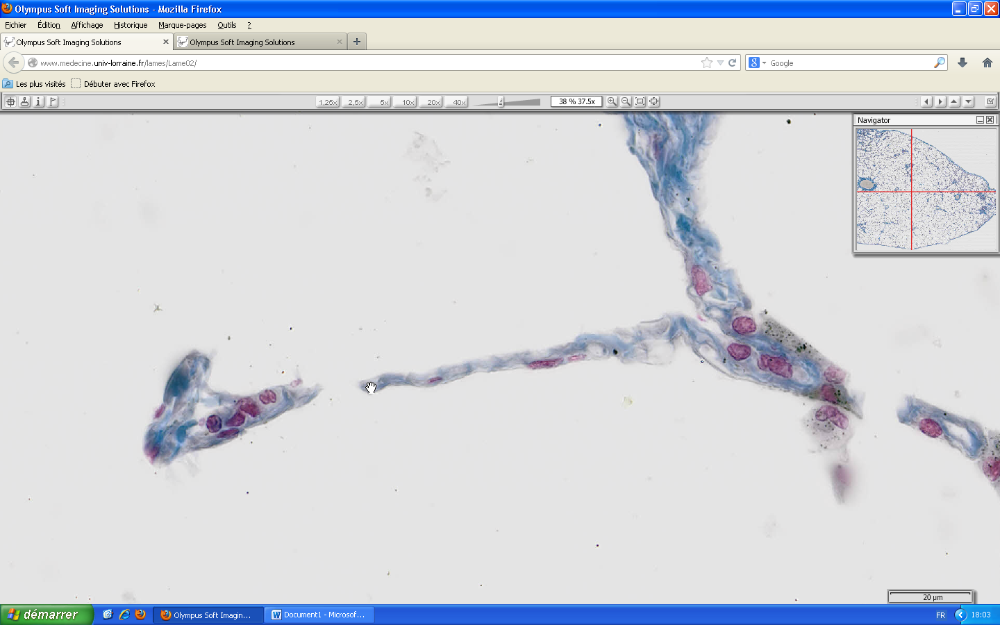 Olympus Soft Imaging Solutions - Mozilla Firefox
Fichier Édition Affichage Historique Marque-pages Outils ?
Olympus Soft Imaging Solutions Olympus Soft Imaging Solutions
www.medecine.univ-lorraine.fr/lames/Lame02/ Google
Les plus visités Débuter avec Firefox
1,25x 2,5x 5x 10x 20x 40x 38 % 37.5x
Navigator
20 µm
démarrer Olympus Soft Imagin... Document1 - Microsof... FR 18:03